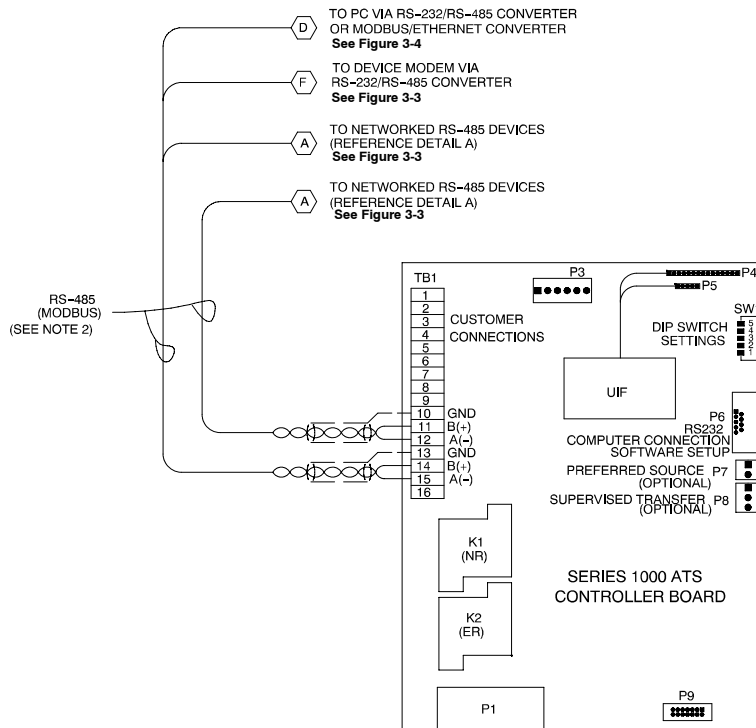 D
TO PC VIA RS-232/RS-485 CONVERTER
OR MODBUS/ETHERNET CONVERTER
See Figure 3-4
F
TO DEVICE MODEM VIA
RS-232/RS-485 CONVERTER
See Figure 3-3
A
TO NETWORKED RS-485 DEVICES
(REFERENCE DETAIL A)
See Figure 3-3
A
TO NETWORKED RS-485 DEVICES
(REFERENCE DETAIL A)
See Figure 3-3
RS-485
(MODBUS)
(SEE NOTE 2)
TB1
1
2
3
4
5
6
7
8
9
10 GND
11 B(+)
12 A(-)
13 GND
14 B(+)
15 A(-)
16
CUSTOMER
CONNECTIONS
P3
P4
P5
SW
DIP SWITCH
SETTINGS
5
4
3
2
1
UIF
P6
RS232
COMPUTER CONNECTION
SOFTWARE SETUP
PREFERRED SOURCE P7
(OPTIONAL)
SUPERVISED TRANSFER P8
(OPTIONAL)
K1
(NR)
K2
(ER)
SERIES 1000 ATS
CONTROLLER BOARD
P1
P9